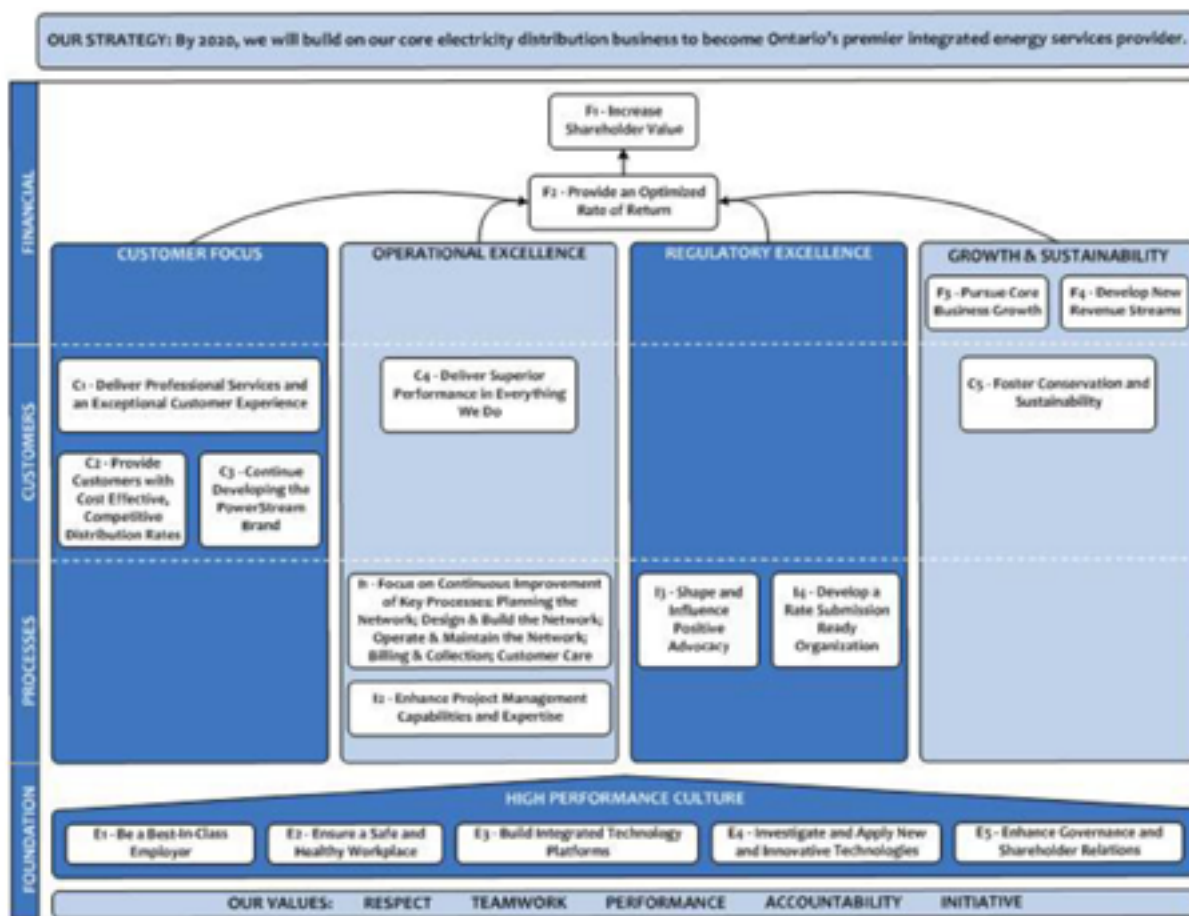 OUR STRATEGY: By 2020, we will build on our core electricity distribution business to become Ontario's premier integrated energy services provider.
FINANCIAL
F1 - Increase
Shareholder Value
F2 - Provide an Optimized
Rate of Return
CUSTOMER FOCUS
OPERATIONAL EXCELLENCE
REGULATORY EXCELLENCE
GROWTH & SUSTAINABILITY
F3 - Pursue Core
Business Growth
F4 - Develop New
Revenue Streams
CUSTOMERS
C1 - Deliver Professional Services and
an Exceptional Customer Experience
C2 - Provide
Customers with
Cost Effective,
Competitive
Distribution Rates
C3 - Continue
Developing the
PowerStream
Brand
C4 - Deliver Superior
Performance in Everything
We Do
C5 - Foster Conservation and
Sustainability
PROCESSES
I1 - Focus on Continuous Improvement
of Key Processes: Planning the
Network; Design & Build the Network;
Operate & Maintain the Network;
Billing & Collection; Customer Care
I2 - Enhance Project Management
Capabilities and Expertise
I3 - Shape and
Influence
Positive
Advocacy
I4 - Develop a
Rate Submission
Ready
Organization
FOUNDATION
HIGH PERFORMANCE CULTURE
E1 - Be a Best-In-Class
Employer
E2 - Ensure a Safe and
Healthy Workplace
E3 - Build Integrated Technology
Platforms
E4 - Investigate and Apply New
and Innovative Technologies
E5 - Enhance Governance and
Shareholder Relations
OUR VALUES: RESPECT TEAMWORK PERFORMANCE ACCOUNTABILITY INITIATIVE